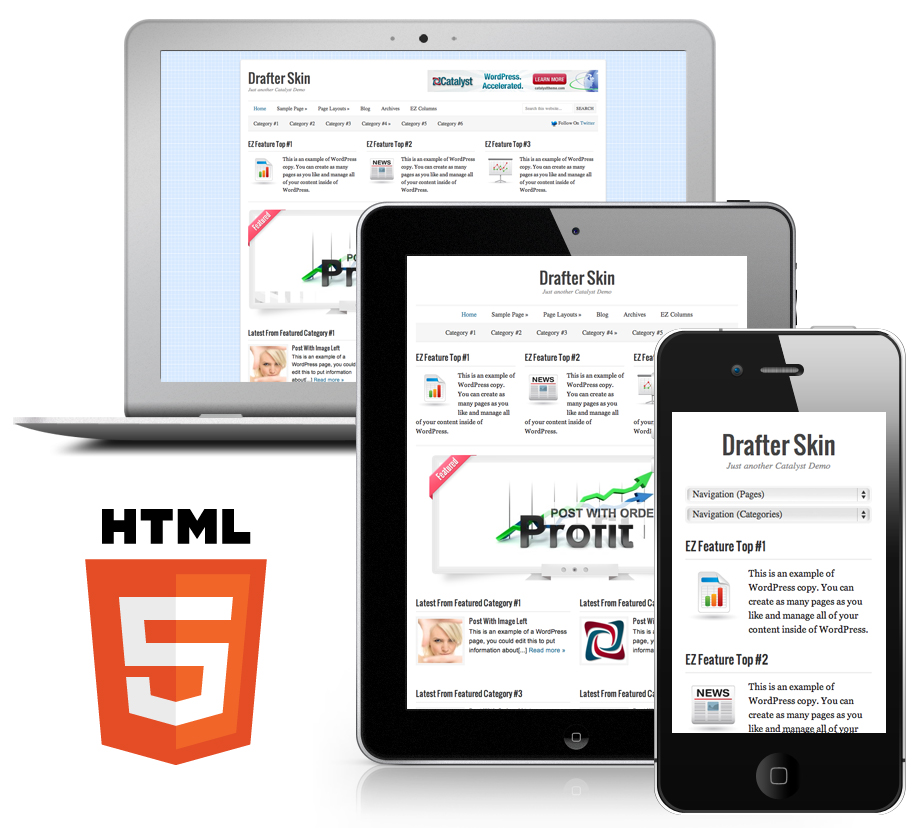 Drafter Skin
Just another Catalyst Demo
Catalyst WordPress. Accelerated. LEARN MORE catalysttheme.com
Home Sample Page » Page Layouts » Blog Archives EZ Columns Search this website... SEARCH
Category #1 Category #2 Category #3 Category #4 » Category #5 Category #6 Follow On Twitter
EZ Feature Top #1
This is an example of WordPress
copy. You can create as many
pages as you like and manage all
of your content inside of
WordPress.
EZ Feature Top #2
NEWS
This is an example of WordPress
copy. You can create as many
pages as you like and manage all
of your content inside of
WordPress.
EZ Feature Top #3
This is an example of WordPress
copy. You can create as many
pages as you like and manage all
of your content inside of
WordPress.
Featured
Pr
Latest From Featured Category #1
Post With Image Left
This is an example of a
WordPress page, you could
edit this to put information
about[...] Read more »
Drafter Skin
Just another Catalyst Demo
Home Sample Page » Page Layouts » Blog Archives EZ Columns
Category #1 Category #2 Category #3 Category #4 » Category #5
EZ Feature Top #1
This is an example of
WordPress copy.
You can create as
many pages as you
like and manage all
of your content inside of
WordPress.
EZ Feature Top #2
NEWS
This is an example of
WordPress copy.
You can create as
many pages as you
like and manage all
of your content inside of
WordPress.
EZ Fea
of your
WordPr
Featured
POST WITH ORDE
Profit
Latest From Featured Category #1
Post With Image Left
This is an example of a WordPress
page, you could edit this to put
information about[...] Read more »
Latest From Featured Ca
Po
Thi
pag
inf
Latest From Featured Category #3
Latest From Featured Ca
Drafter Skin
Just another Catalyst Demo
Navigation (Pages)
Navigation (Categories)
EZ Feature Top #1
This is an example of
WordPress copy. You can
create as many pages as you
like and manage all of your
content inside of WordPress.
EZ Feature Top #2
NEWS
This is an example of
WordPress copy. You can
create as many pages as you
like and manage all of your
HTML
5